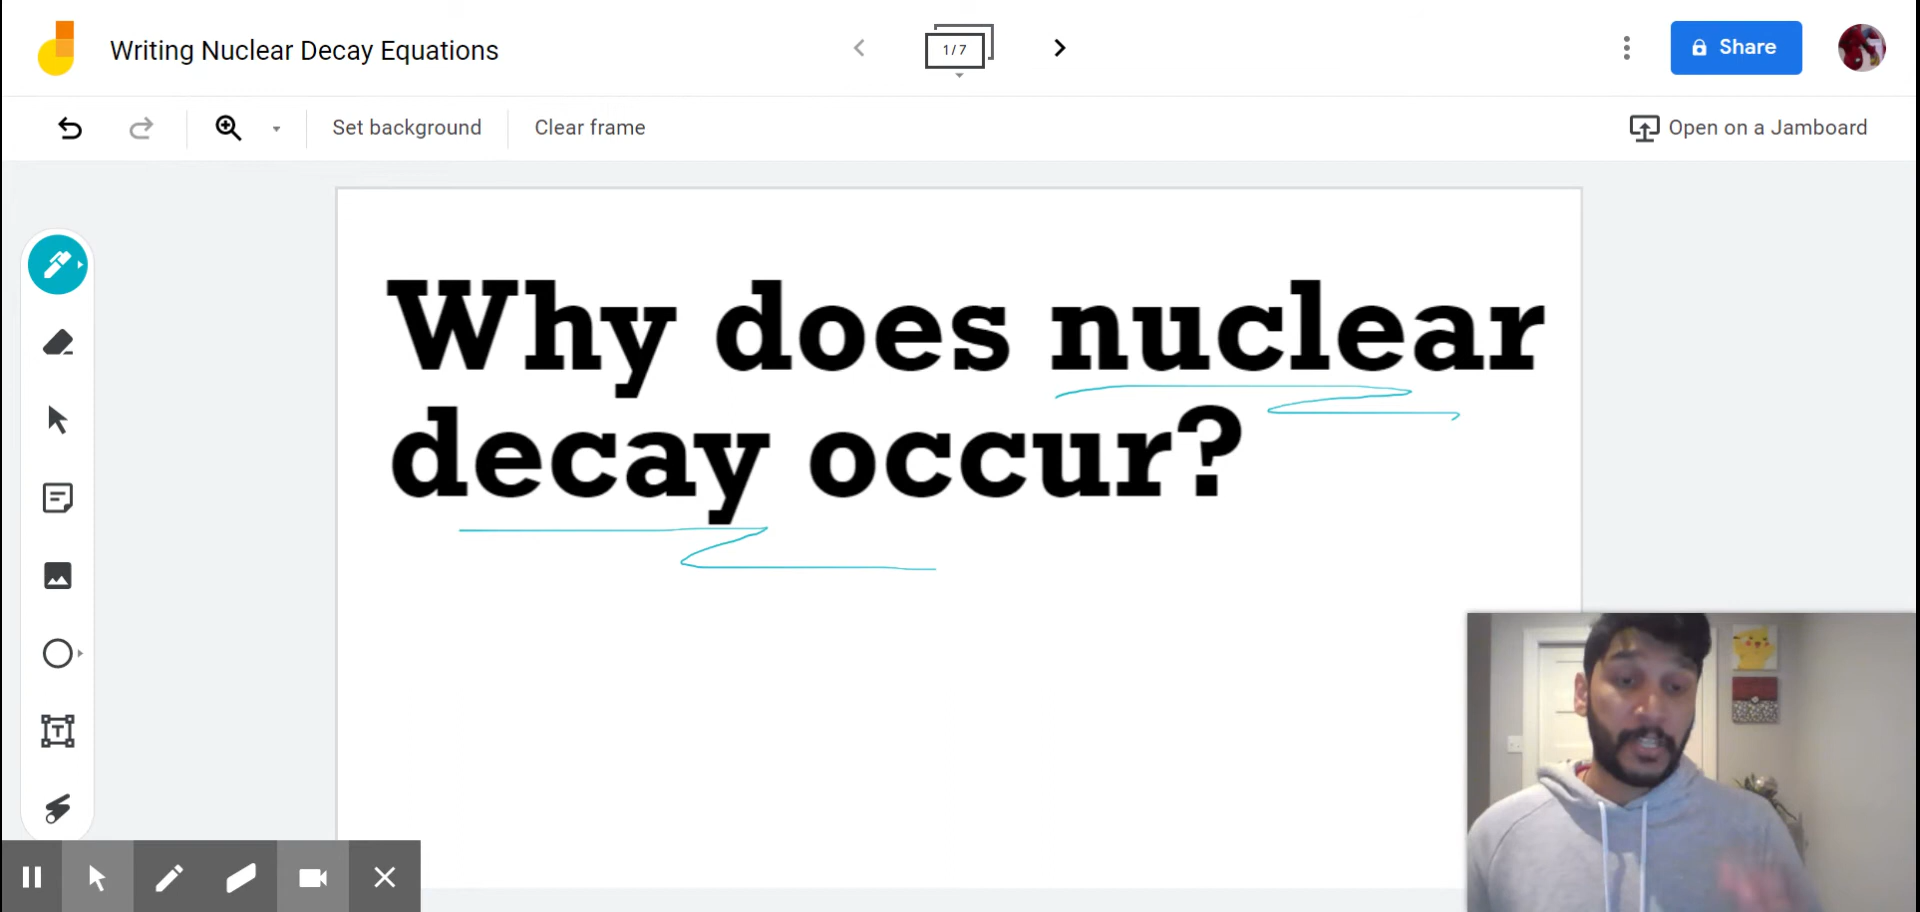 Writing Nuclear Decay Equations
1/7
Share
Set background
Clear frame
Open on a Jamboard
Why does nuclear
decay occur?
T